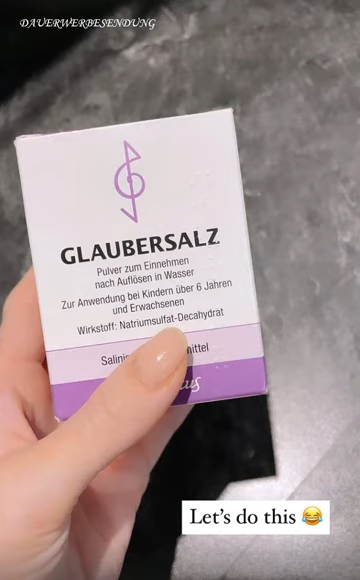 DAUERWERBESENDUNG
GLAUBERSALZ
Pulver zum Einnehmen
nach Auflösen in Wasser
Zur Anwendung bei Kindern über 6 Jahren
und Erwachsenen
Wirkstoff: Natriumsulfat-Decahydrat
Let's do this 😂